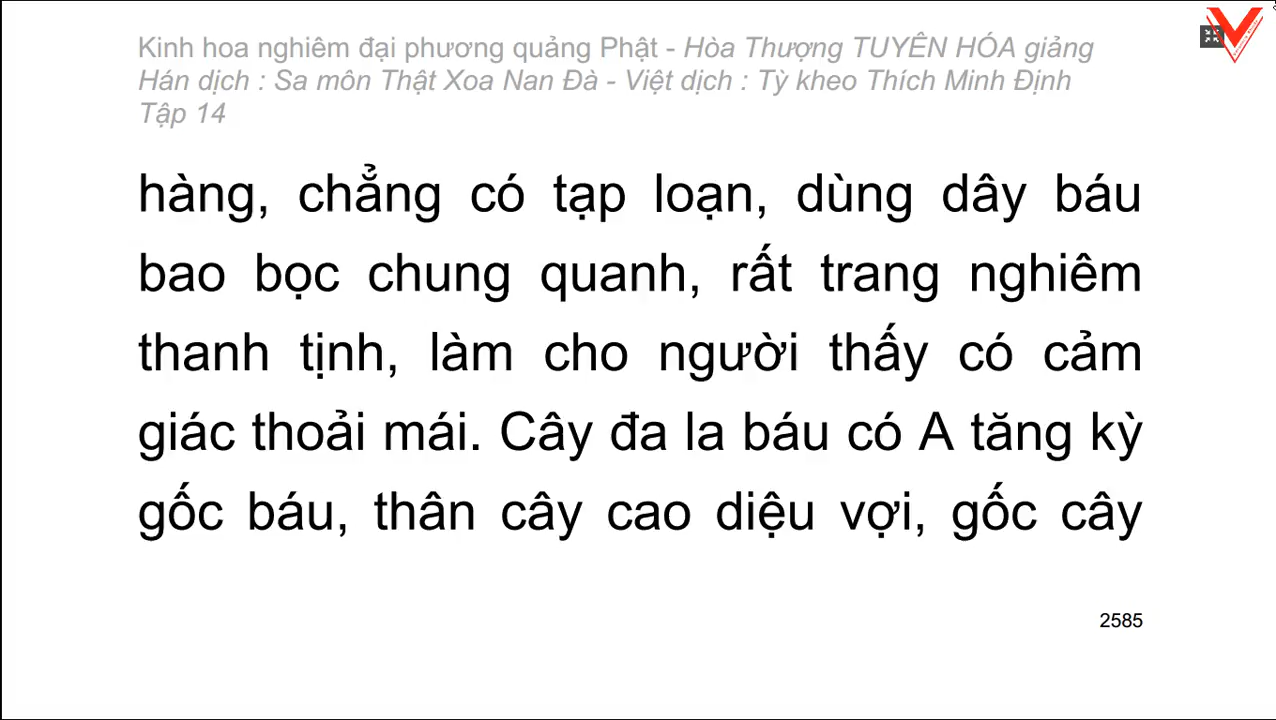 Kinh hoa nghiêm đại phương quảng Phật - Hòa Thượng TUYÊN HÓA giảng
Hán dịch : Sa môn Thật Xoa Nan Đà - Việt dịch : Tỳ kheo Thích Minh Định
Tập 14
hàng, chẳng có tạp loạn, dùng dây báu
bao bọc chung quanh, rất trang nghiêm
thanh tịnh, làm cho người thấy có cảm
giác thoải mái. Cây đa la báu có A tăng kỳ
gốc báu, thân cây cao diệu vợi, gốc cây
2585